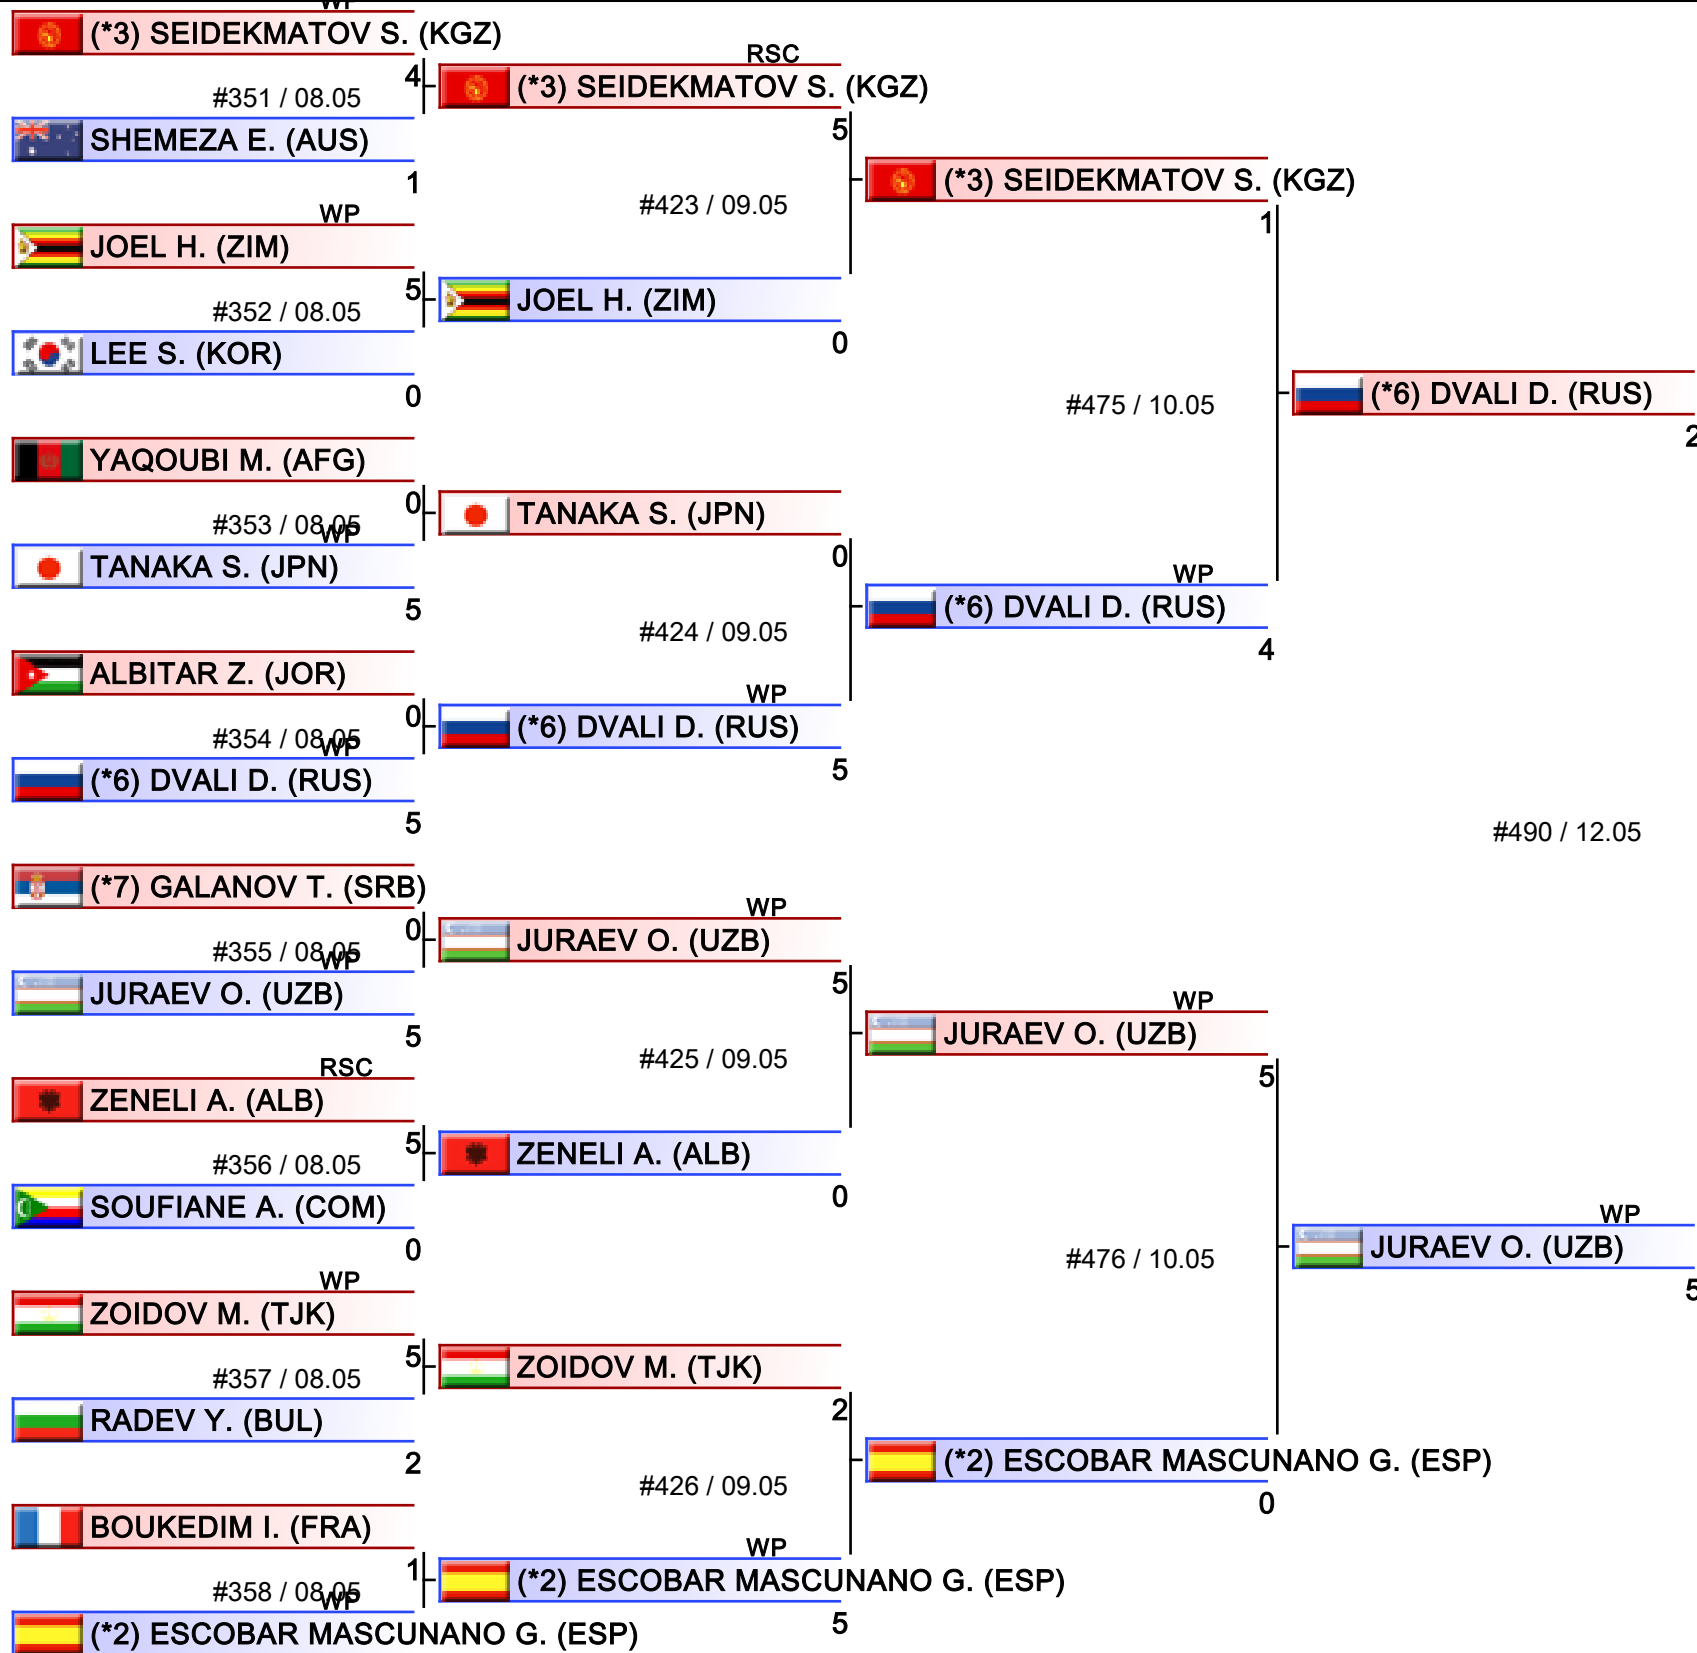 WP
(*3) SEIDEKMATOV S. (KGZ)
4
#351 / 08.05
SHEMEZA E. (AUS)
1
WP
JOEL H. (ZIM)
5
#352 / 08.05
LEE S. (KOR)
0
YAQOUBI M. (AFG)
0
#353 / 08.05
WP
TANAKA S. (JPN)
5
ALBITAR Z. (JOR)
0
#354 / 08.05
WP
(*6) DVALI D. (RUS)
5
(*7) GALANOV T. (SRB)
0
#355 / 08.05
WP
JURAEV O. (UZB)
5
RSC
ZENELI A. (ALB)
5
#356 / 08.05
SOUFIANE A. (COM)
0
WP
ZOIDOV M. (TJK)
5
#357 / 08.05
RADEV Y. (BUL)
2
BOUKEDIM I. (FRA)
1
#358 / 08.05
WP
(*2) ESCOBAR MASCUNANO G. (ESP)
RSC
(*3) SEIDEKMATOV S. (KGZ)
5
#423 / 09.05
JOEL H. (ZIM)
0
TANAKA S. (JPN)
0
#424 / 09.05
WP
(*6) DVALI D. (RUS)
5
WP
JURAEV O. (UZB)
5
#425 / 09.05
ZENELI A. (ALB)
0
ZOIDOV M. (TJK)
2
#426 / 09.05
WP
(*2) ESCOBAR MASCUNANO G. (ESP)
5
(*3) SEIDEKMATOV S. (KGZ)
1
#475 / 10.05
WP
(*6) DVALI D. (RUS)
4
WP
JURAEV O. (UZB)
5
#476 / 10.05
(*2) ESCOBAR MASCUNANO G. (ESP)
0
(*6) DVALI D. (RUS)
2
#490 / 12.05
WP
JURAEV O. (UZB)
5